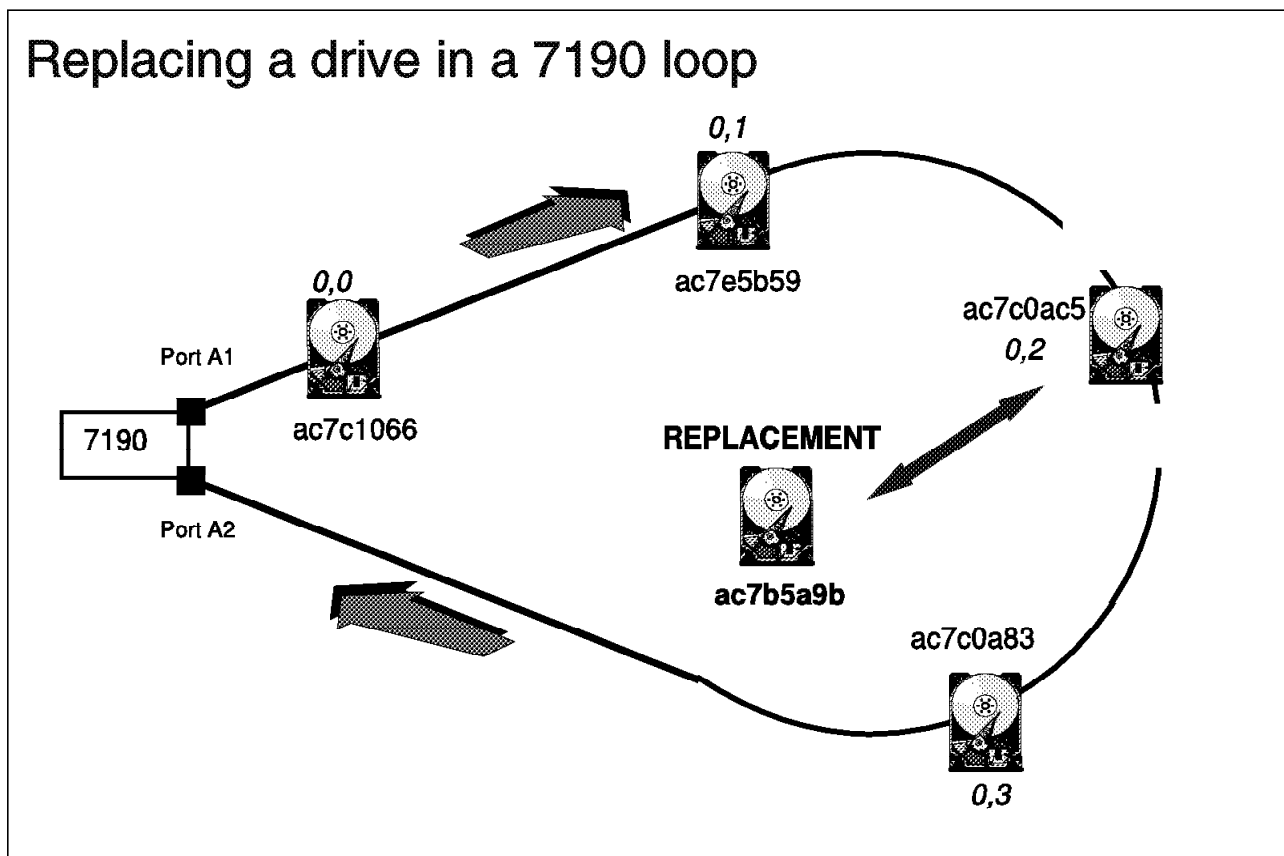 Replacing a drive in a 7190 loop
0,1
ac7e5b59
0,0
ac7c0ac5
0,2
Port A1
ac7c1066
7190
REPLACEMENT
Port A2
ac7b5a9b
ac7c0a83
0,3